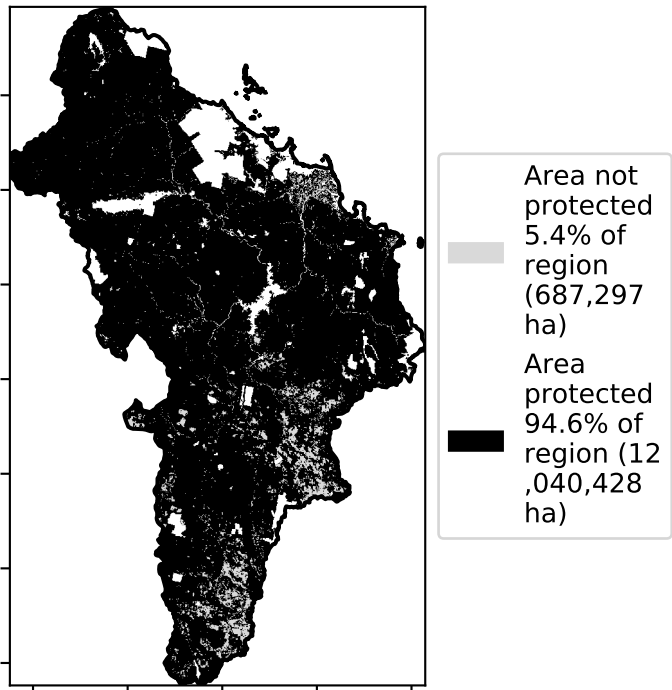 Area not
protected
5.4% of
region
(687,297
ha)
Area
protected
94.6% of
region (12
,040,428
ha)